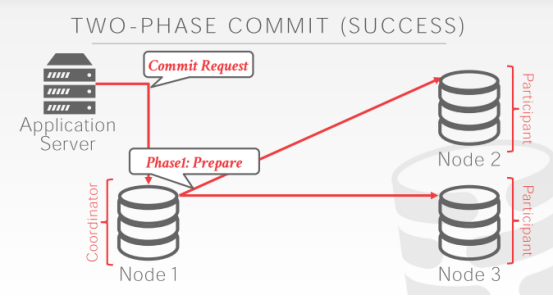 TWO-PHASE COMMIT (SUCCESS)
Commit Request
Application
Server
Phase1: Prepare
Participant
Node 2
Coordinator
Node 1
Participant
Node 3